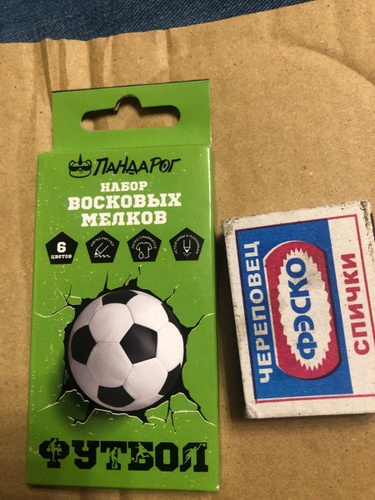 ПАНДАРОГ
НАБОР
ВОСКОВЫХ
МЕЛКОВ
6
ЦВЕТОВ
ФУТБОЛ
ЧЕРЕПОВЕЦ
ФЭСКО
СПИЧКИ